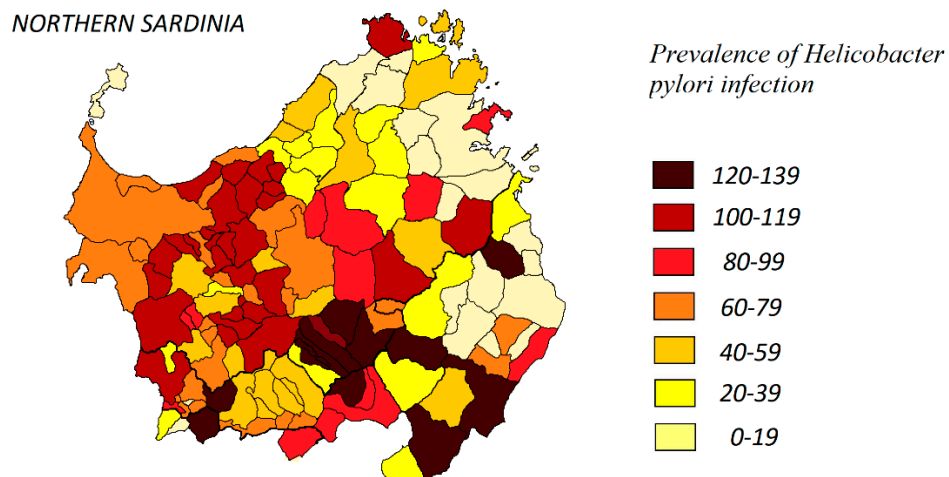 NORTHERN SARDINIA
Prevalence of Helicobacter
pylori infection
120-139
100-119
80-99
60-79
40-59
20-39
0-19